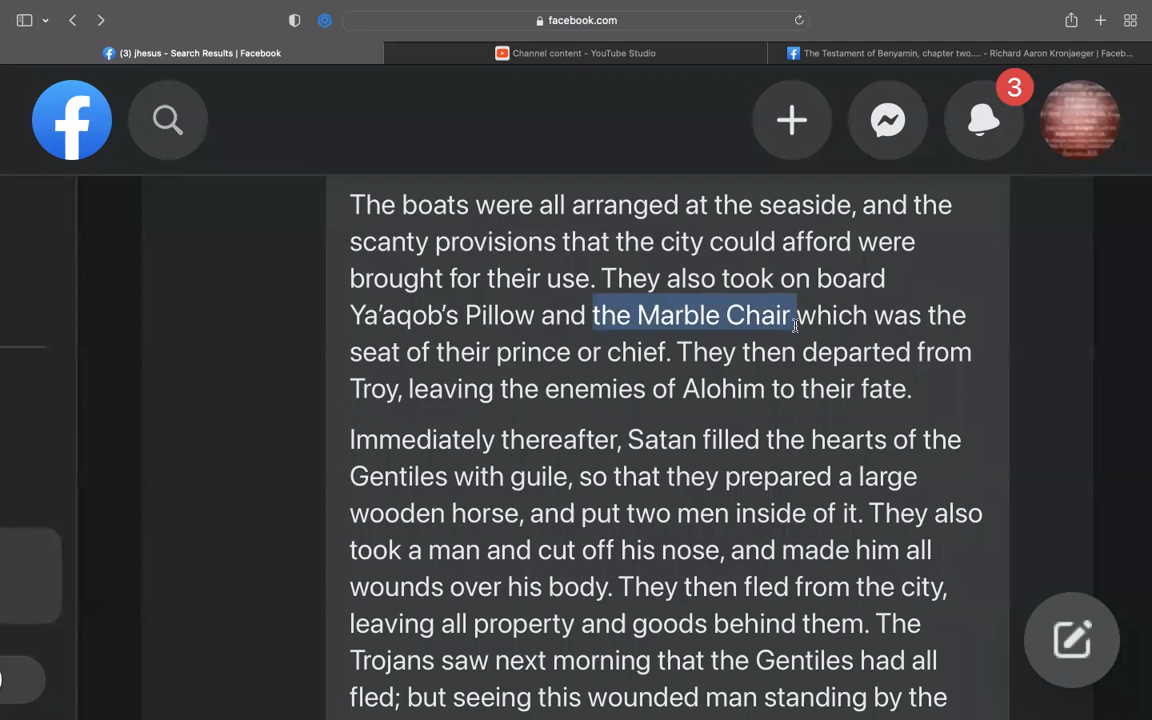 facebook.com
(3) jhesus - Search Results | Facebook
Channel content - YouTube Studio
The Testament of Benyamin, chapter two.... - Richard Aaron Kronjaeger | Faceb...
3
The boats were all arranged at the seaside, and the
scanty provisions that the city could afford were
brought for their use. They also took on board
Ya’aqob’s Pillow and the Marble Chair which was the
seat of their prince or chief. They then departed from
Troy, leaving the enemies of Alohim to their fate.
Immediately thereafter, Satan filled the hearts of the
Gentiles with guile, so that they prepared a large
wooden horse, and put two men inside of it. They also
took a man and cut off his nose, and made him all
wounds over his body. They then fled from the city,
leaving all property and goods behind them. The
Trojans saw next morning that the Gentiles had all
fled; but seeing this wounded man standing by the